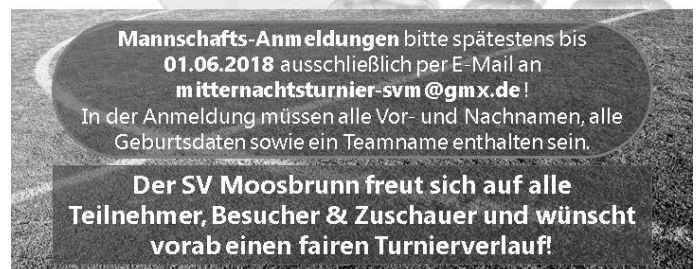 Mannschafts-Anmeldungen bitte spätestens bis
01.06.2018 ausschließlich per E-Mail an
mitternachtsturnier-svm@gmx.de!
In der Anmeldung müssen alle Vor- und Nachnamen, alle
Geburtsdaten sowie ein Teamname enthalten sein.
Der SV Moosbrunn freut sich auf alle
Teilnehmer, Besucher & Zuschauer und wünscht
vorab einen fairen Turnierverlauf!